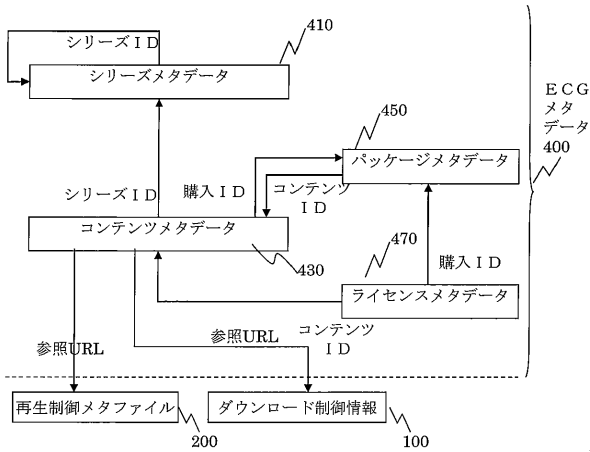 シリーズＩＤ
410
シリーズメタデータ
ＥＣＧ
メタ
データ
400
450
パッケージメタデータ
シリーズＩＤ
購入ＩＤ
コンテンツ
ＩＤ
コンテンツメタデータ
430
470
購入ＩＤ
ライセンスメタデータ
コンテンツ
ＩＤ
参照URL
参照URL
再生制御メタファイル
200
ダウンロード制御情報
100